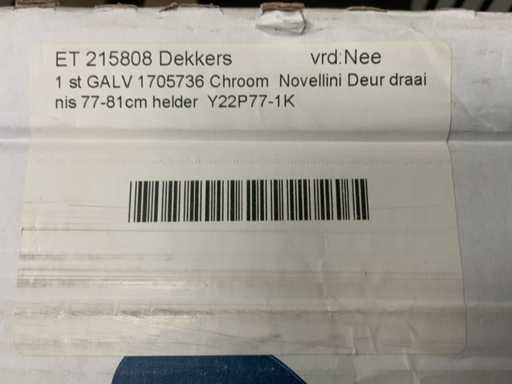 ET 215808 Dekkers vrd:Nee
1 st GALV 1705736 Chroom Novellini Deur draai
nis 77-81cm helder Y22P77-1K